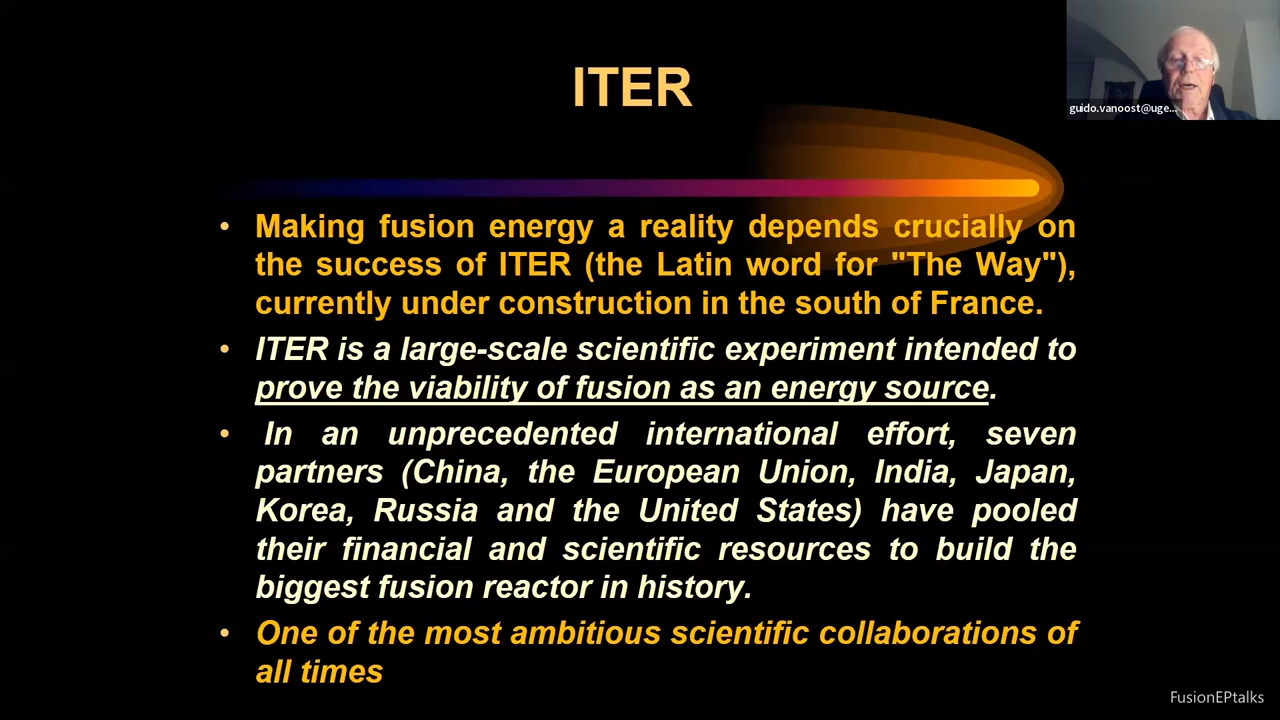 ITER
guido.vanoost@uge...
• Making fusion energy a reality depends crucially on
the success of ITER (the Latin word for "The Way"),
currently under construction in the south of France.
• ITER is a large-scale scientific experiment intended to
prove the viability of fusion as an energy source.
• In an unprecedented international effort, seven
partners (China, the European Union, India, Japan,
Korea, Russia and the United States) have pooled
their financial and scientific resources to build the
biggest fusion reactor in history.
• One of the most ambitious scientific collaborations of
all times
FusionEPtalks